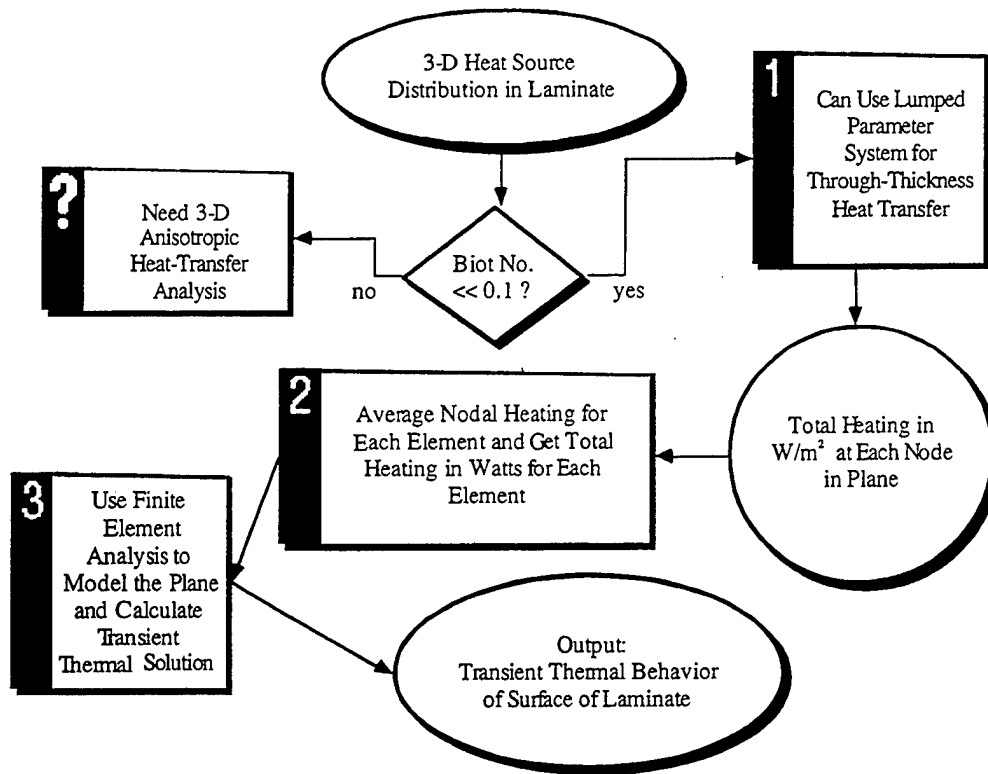 3-D Heat Source
Distribution in Laminate
1
Can Use Lumped
Parameter
System for
Through-Thickness
Heat Transfer
?
Need 3-D
Anisotropic
Heat-Transfer
Analysis
Biot No.
<< 0.1 ?
no
yes
2
Average Nodal Heating for
Each Element and Get Total
Heating in Watts for Each
Element
Total Heating in
W/m² at Each Node
in Plane
3
Use Finite
Element
Analysis to
Model the Plane
and Calculate
Transient
Thermal Solution
Output:
Transient Thermal Behavior
of Surface of Laminate